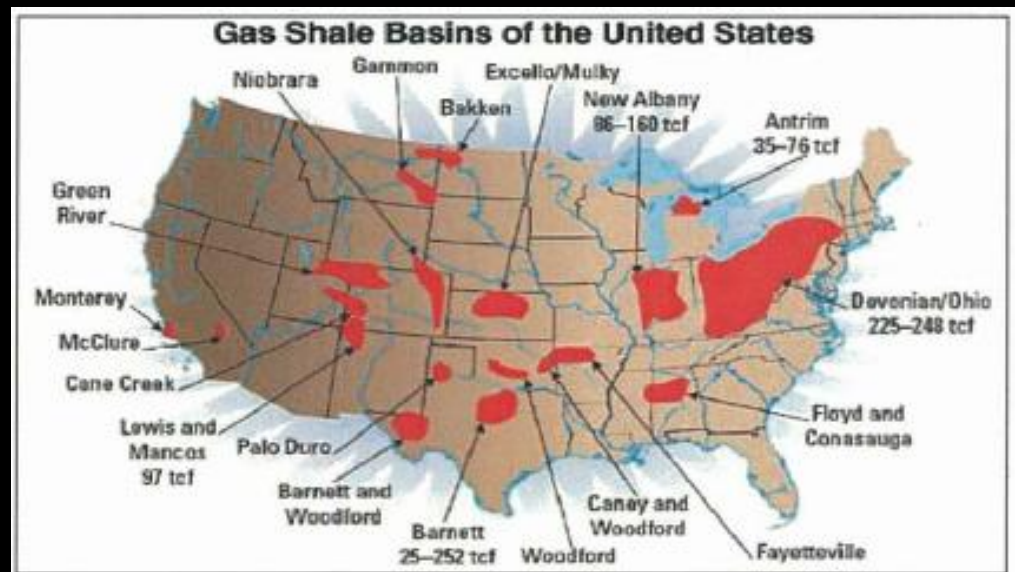 Gas Shale Basins of the United States
Gammon
Niobrara
Excello/Mulky
Bakken
New Albany
86–160 tcf
Antrim
35–76 tcf
Green
River
Monterey
McClure
Cane Creek
Lewis and
Mancos
97 tcf
Palo Duro
Barnett and
Woodford
Barnett
25–252 tcf
Woodford
Caney and
Woodford
Fayetteville
Floyd and
Conasauga
Devonian/Ohio
225–248 tcf